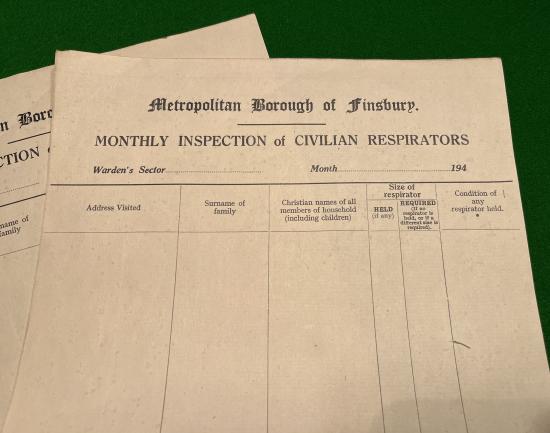 Metropolitan Borough of Finsbury.
MONTHLY INSPECTION of CIVILIAN RESPIRATORS
Warden's Sector
Month 194
Address Visited
Surname of
family
Christian names of all
members of household
(including children)
Size of
respirator
HELD
(if any)
REQUIRED
(if no
respirator is
held, or if a
different size is
required).
Condition of
any
respirator held.
*
n Boro
CTION
name of
family